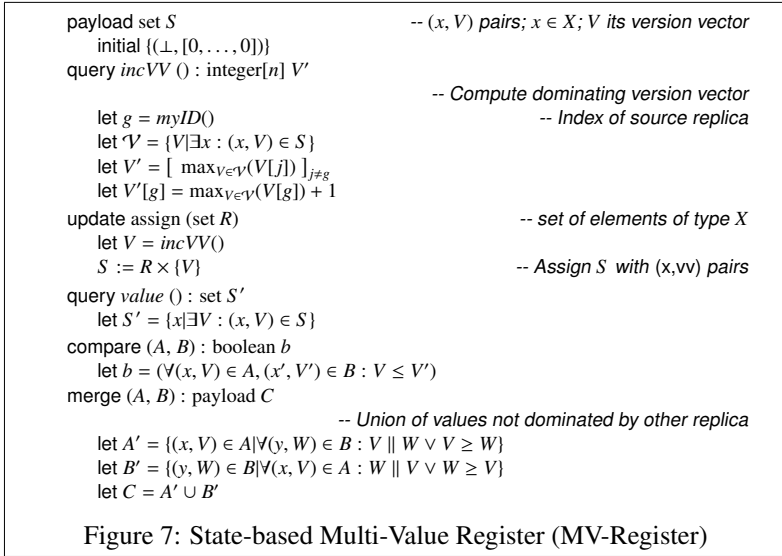 payload set S -- (x, V) pairs; x ∈ X; V its version vector
initial {(⊥, [0, . . . , 0])}
query incVV () : integer[n] V′
-- Compute dominating version vector
let g = myID() -- Index of source replica
let 𝒱 = {V|∃x : (x, V) ∈ S}
let V′ = [ max_{V∈𝒱}(V[j]) ]_{j≠g}
let V′[g] = max_{V∈𝒱}(V[g]) + 1
update assign (set R) -- set of elements of type X
let V = incVV()
S := R × {V} -- Assign S with (x,vv) pairs
query value () : set S′
let S′ = {x|∃V : (x, V) ∈ S}
compare (A, B) : boolean b
let b = (∀(x, V) ∈ A, (x′, V′) ∈ B : V ≤ V′)
merge (A, B) : payload C
-- Union of values not dominated by other replica
let A′ = {(x, V) ∈ A|∀(y, W) ∈ B : V ∥ W ∨ V ≥ W}
let B′ = {(y, W) ∈ B|∀(x, V) ∈ A : W ∥ V ∨ W ≥ V}
let C = A′ ∪ B′
Figure 7: State-based Multi-Value Register (MV-Register)